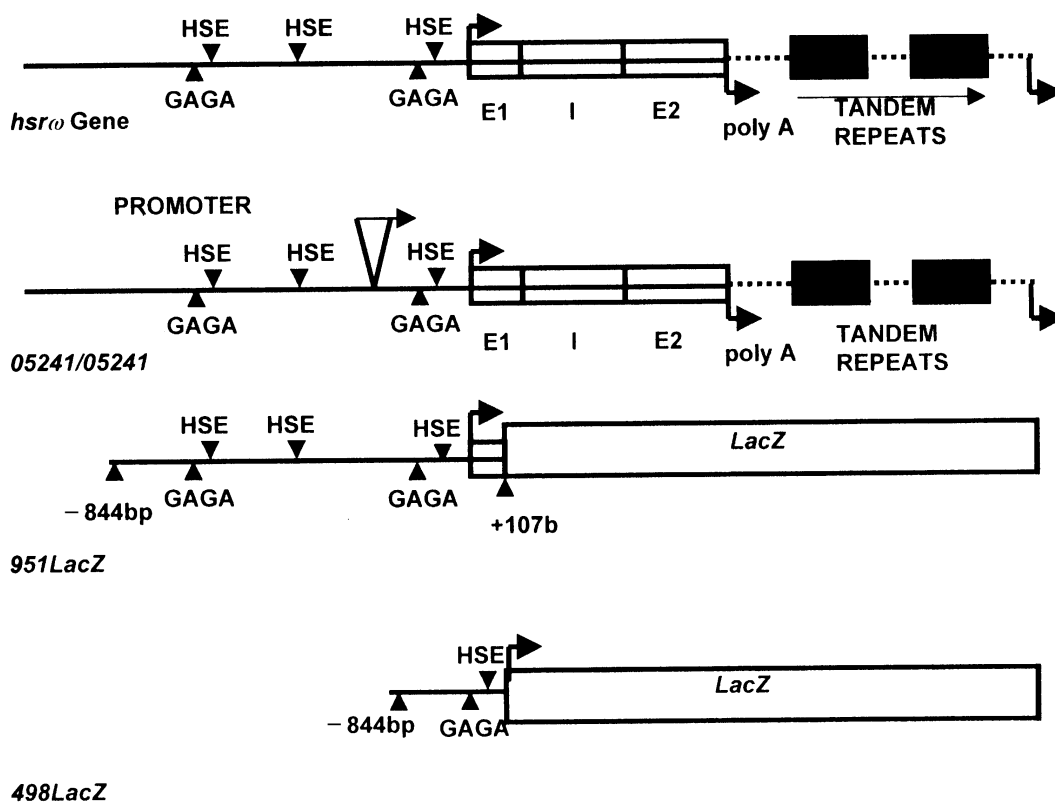 HSE HSE HSE
GAGA GAGA
hsrω Gene
E1 I E2
poly A
TANDEM
REPEATS
PROMOTER
HSE HSE HSE
GAGA GAGA
E1 I E2
poly A
TANDEM
REPEATS
05241/05241
HSE HSE HSE
LacZ
GAGA GAGA
– 844bp
+107b
951LacZ
HSE
LacZ
– 844bp
GAGA
498LacZ